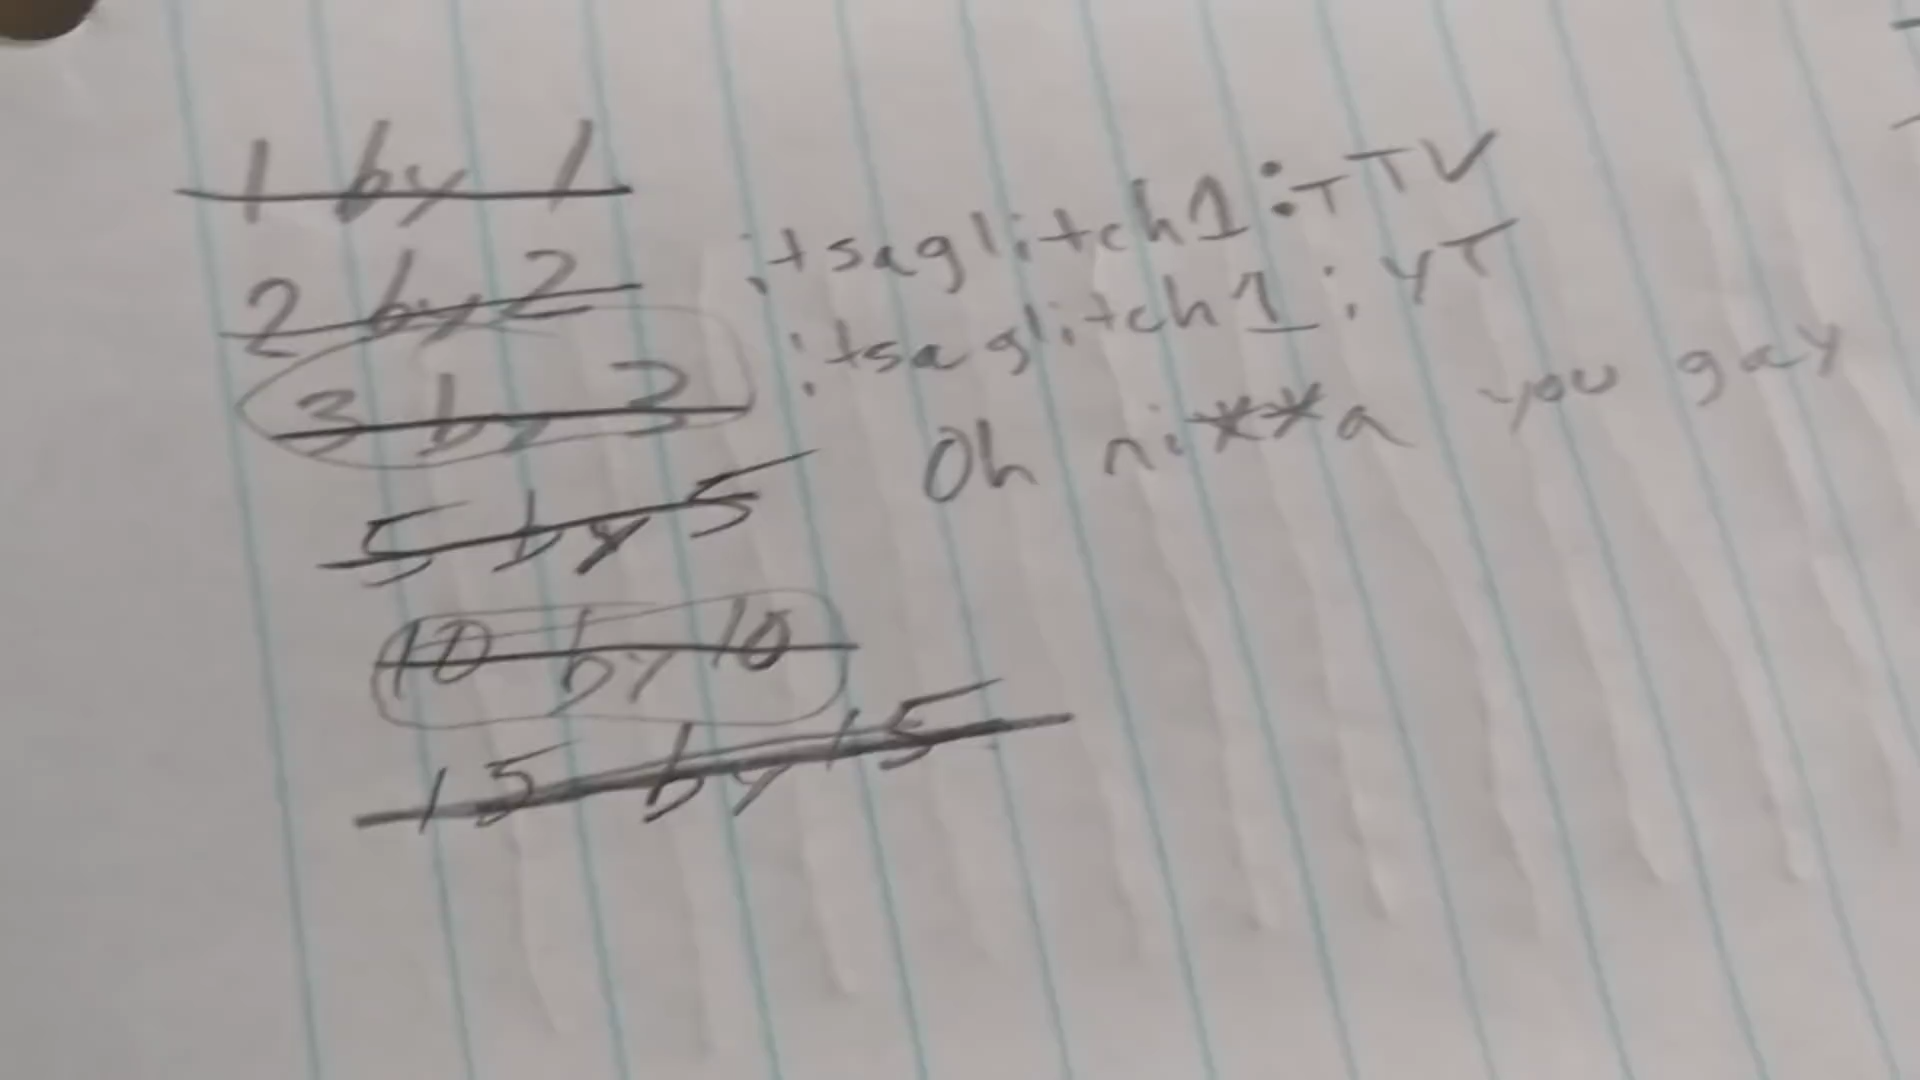 1 by 1
2 by 2
3 by 3
5 by 5
10 by 10
15 by 15
itsaglitch1:TTV
itsaglitch1:YT
Oh ni**a you gay